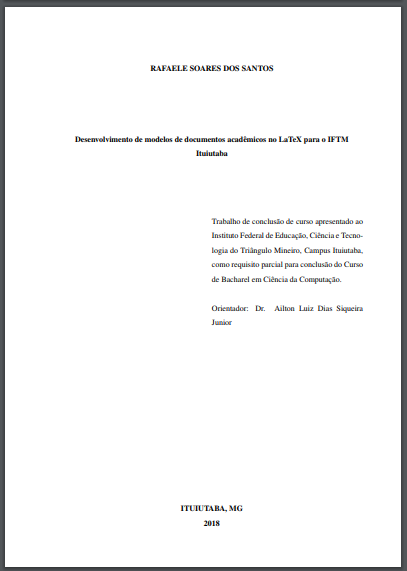 RAFAELE SOARES DOS SANTOS
Desenvolvimento de modelos de documentos acadêmicos no LaTeX para o IFTM
Ituiutaba
Trabalho de conclusão de curso apresentado ao
Instituto Federal de Educação, Ciência e Tecno-
logia do Triângulo Mineiro, Campus Ituiutaba,
como requisito parcial para conclusão do Curso
de Bacharel em Ciência da Computação.
Orientador: Dr. Ailton Luiz Dias Siqueira
Junior
ITUIUTABA, MG
2018